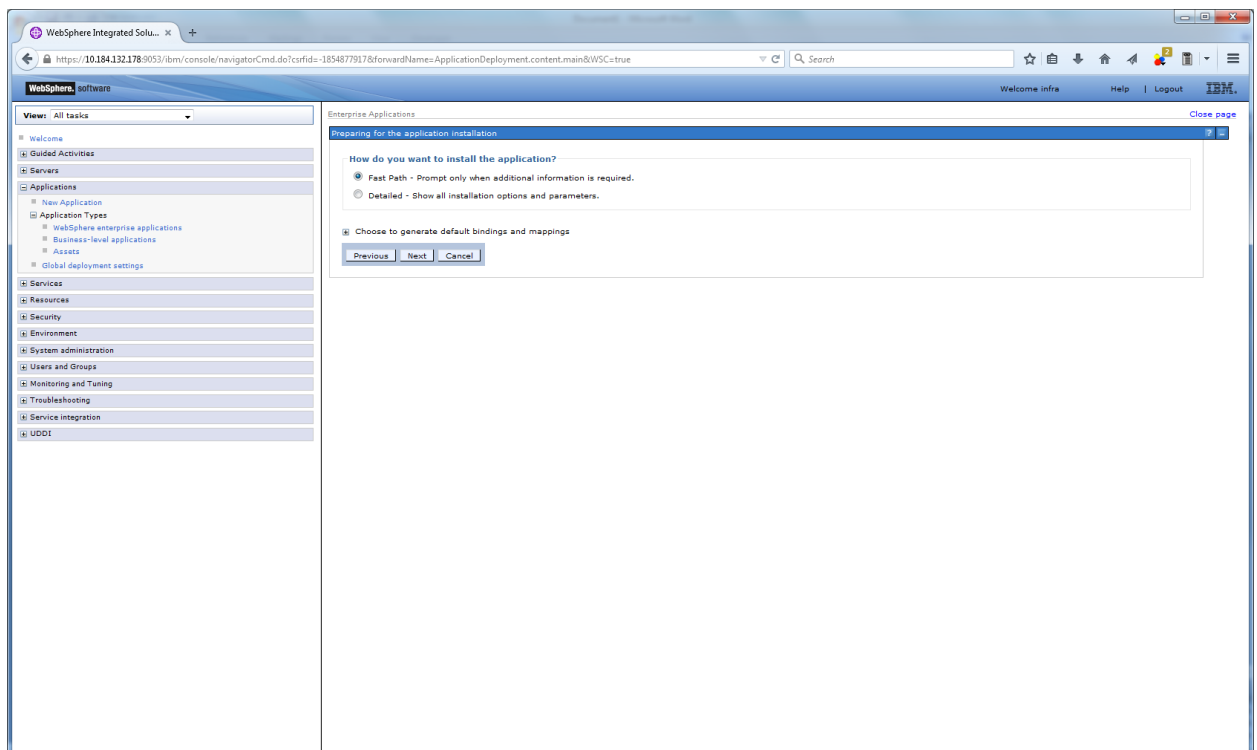 WebSphere Integrated Solu... × +
https://10.184.132.178:9053/ibm/console/navigatorCmd.do?csrfid=-1854877917&forwardName=ApplicationDeployment.content.main&WSC=true
Search
2
WebSphere. software
Welcome infra
Help | Logout
IBM.
View: All tasks
Welcome
Guided Activities
Servers
Applications
New Application
Application Types
WebSphere enterprise applications
Business-level applications
Assets
Global deployment settings
Services
Resources
Security
Environment
System administration
Users and Groups
Monitoring and Tuning
Troubleshooting
Service integration
UDDI
Enterprise Applications
Close page
Preparing for the application installation
? –
How do you want to install the application?
Fast Path - Prompt only when additional information is required.
Detailed - Show all installation options and parameters.
Choose to generate default bindings and mappings
Previous Next Cancel